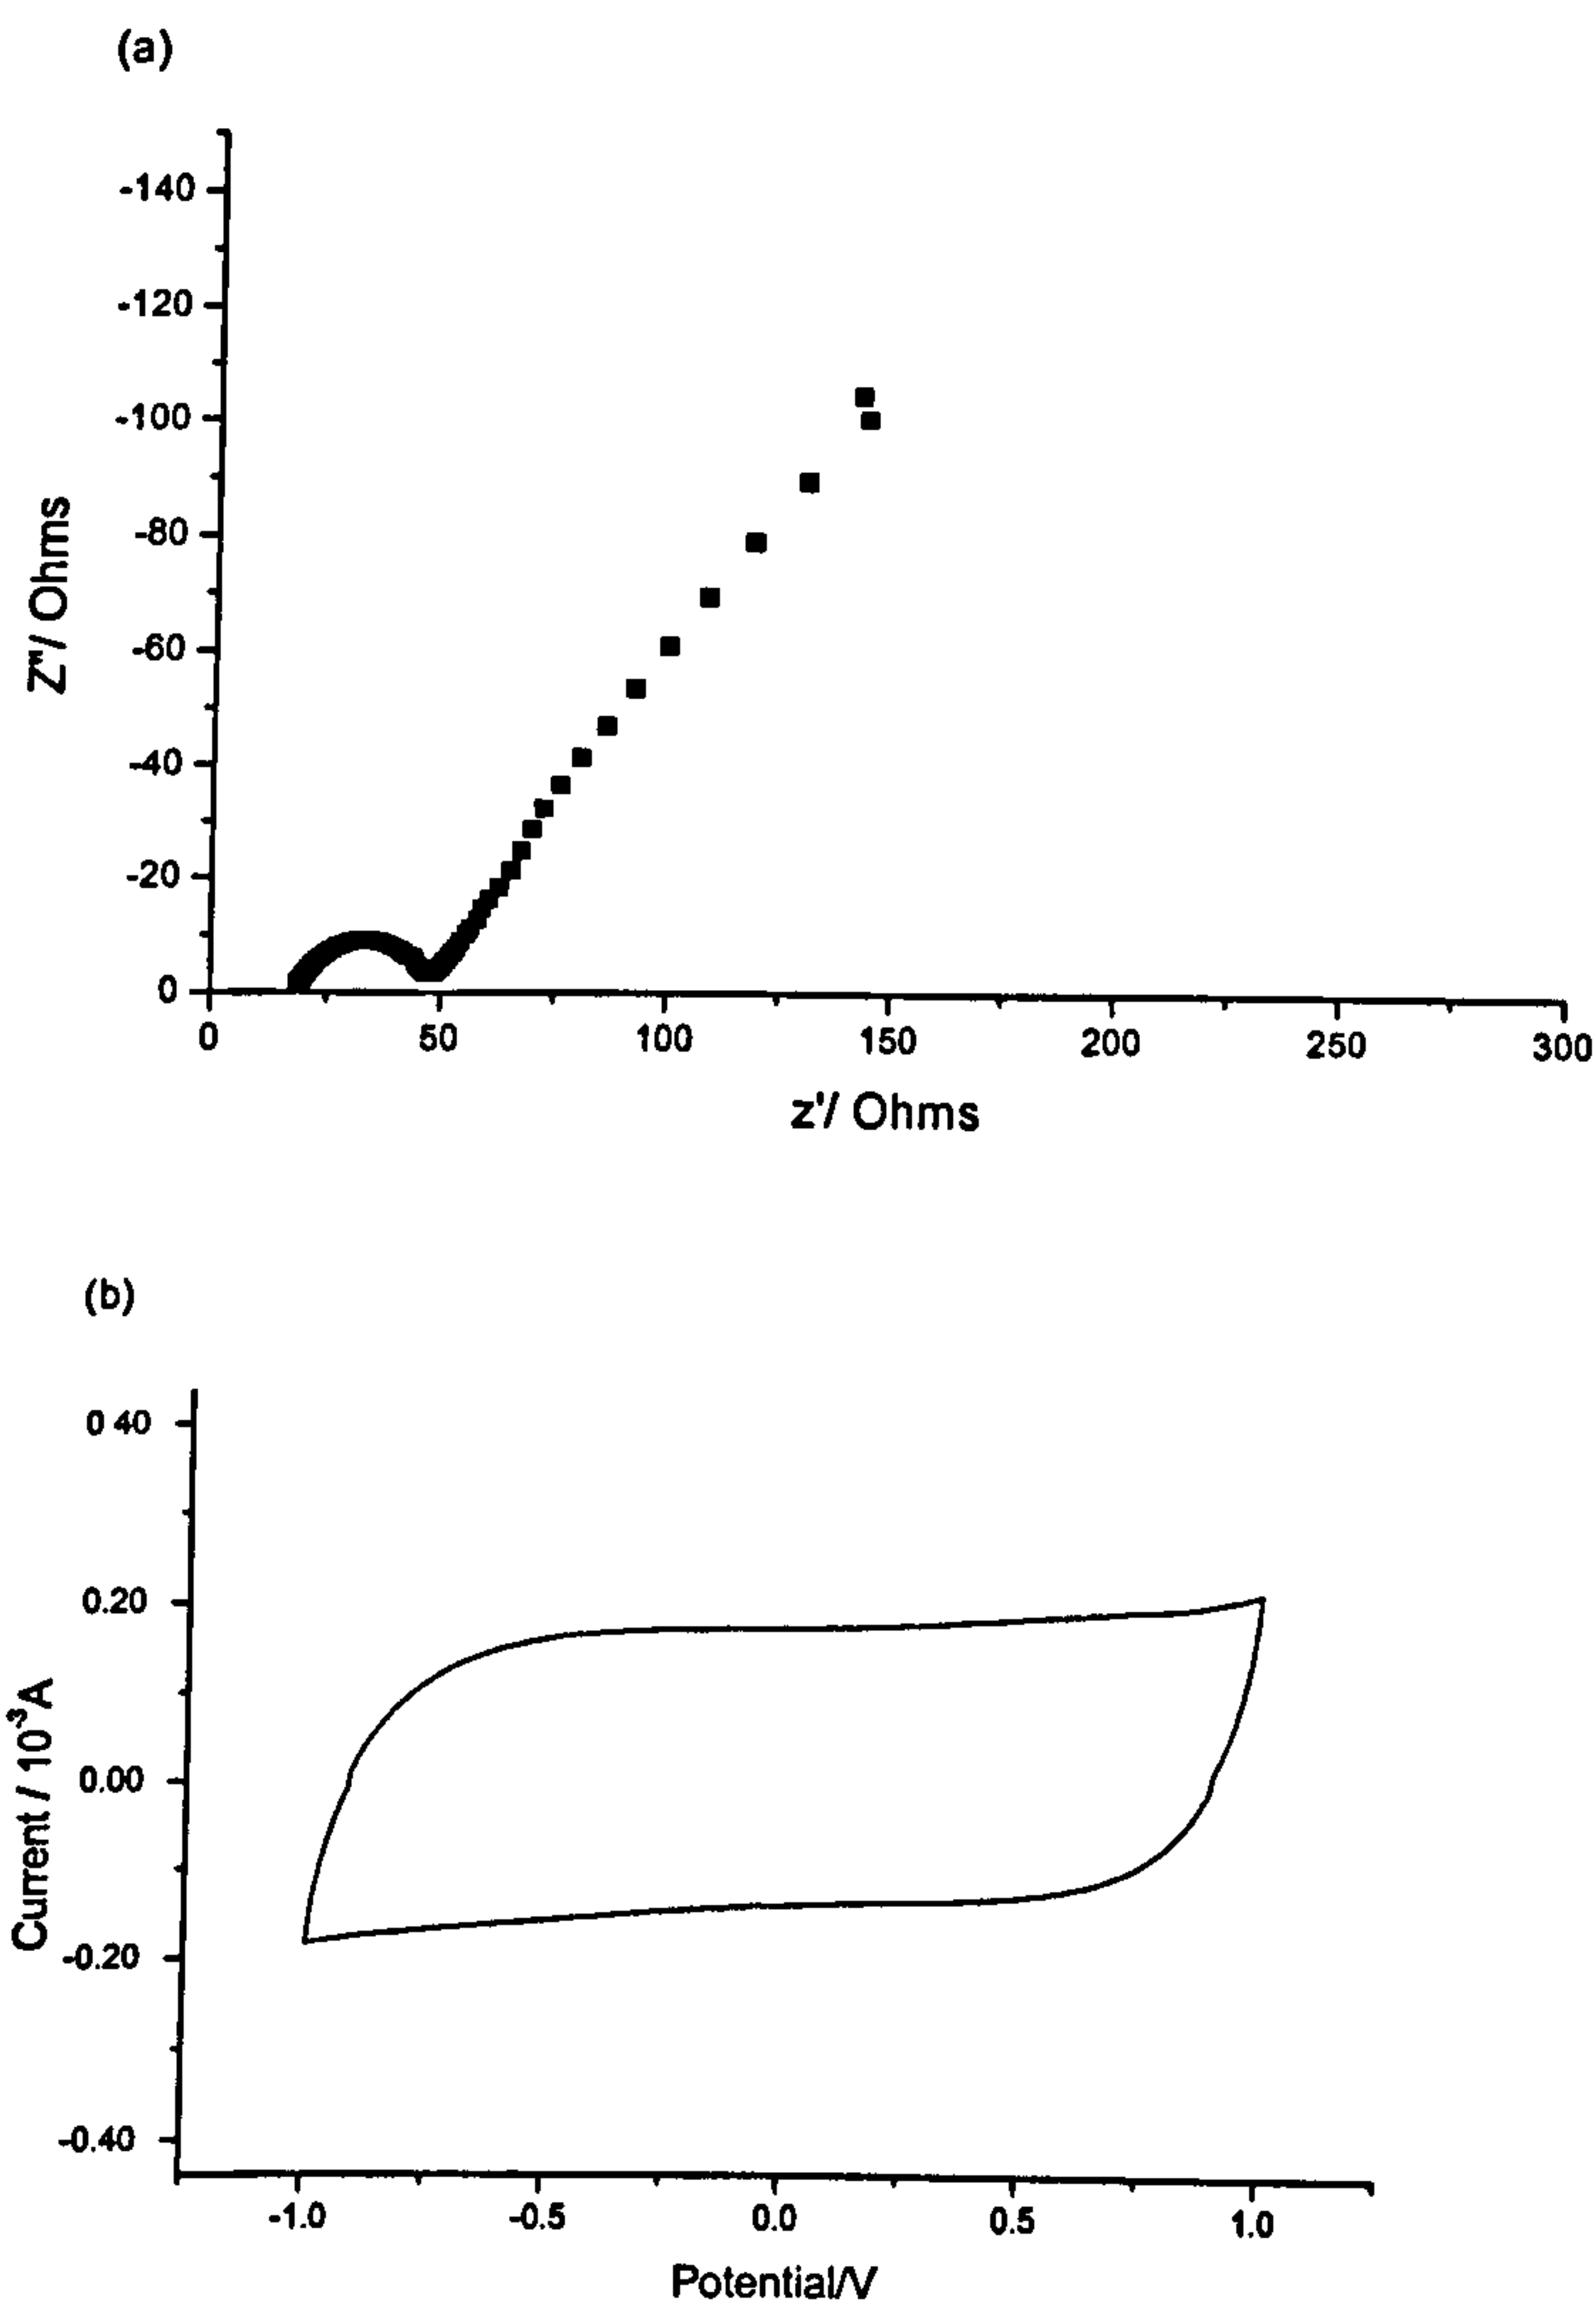 (a)
-140
-120
-100
-80
-60
-40
-20
0
Z"/ Ohms
0 50 100 150 200 250 300
z'/ Ohms
(b)
0 40
0.20
0.00
-0.20
-0.40
Current / 10-3A
-1.0 -0.5 0.0 0.5 1.0
Potential/V